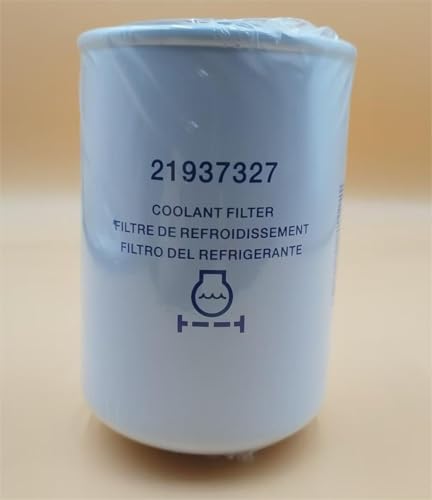 21937327
COOLANT FILTER
FILTRE DE REFROIDISSEMENT
FILTRO DEL REFRIGERANTE